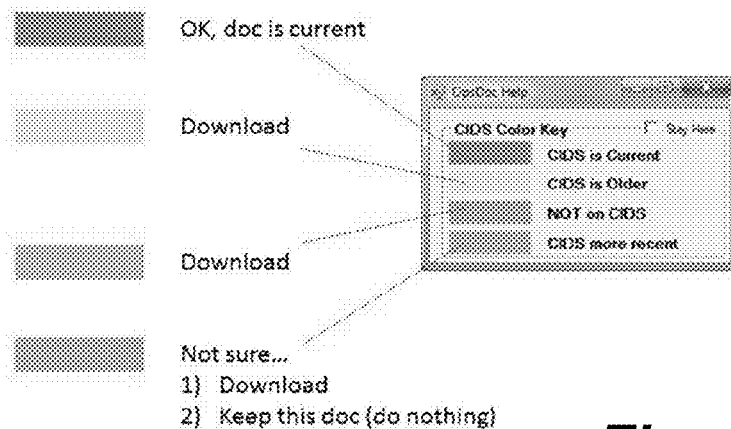 OK, doc is current
Download
Download
Not sure...
1) Download
2) Keep this doc (do nothing)
Help
CIDS Color Key
Stay Here
CIDS is Current
CIDS is Older
NOT on CIDS
CIDS more recent